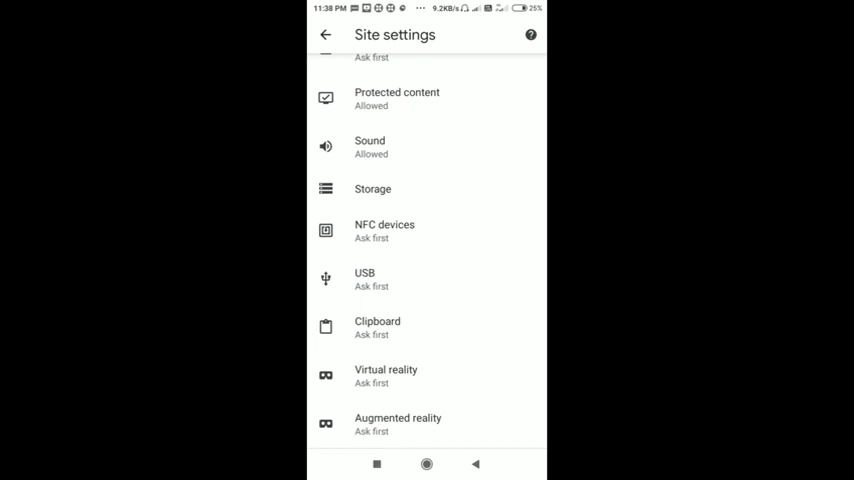 11:38 PM ... 9.2KB/s 25%
Site settings
Ask first
Protected content
Allowed
Sound
Allowed
Storage
NFC devices
Ask first
USB
Ask first
Clipboard
Ask first
Virtual reality
Ask first
Augmented reality
Ask first